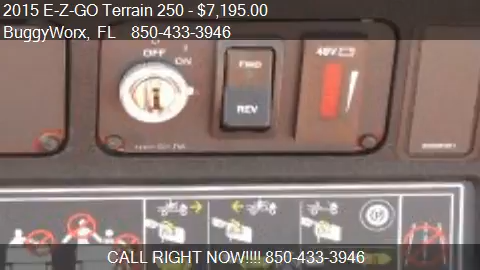 2015 E-Z-GO Terrain 250 - $7,195.00
BuggyWorx, FL 850-433-3946
OFF
ON
FWD
REV
48V
CALL RIGHT NOW!!!! 850-433-3946